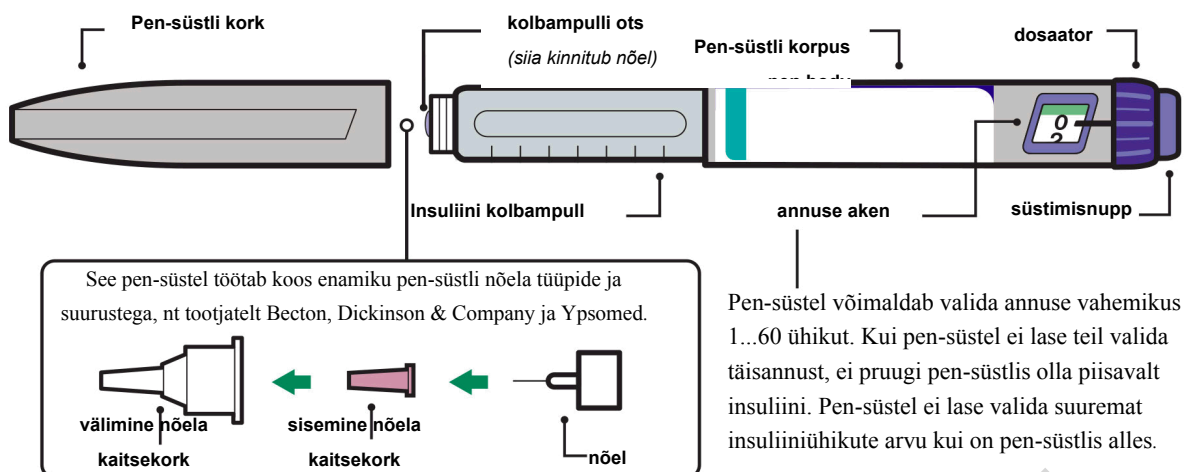 Pen-süstli kork
kolbampulli ots
(siia kinnitub nõel)
Pen-süstli korpus
dosaator
0
Insuliini kolbampull
annuse aken
süstimisnupp
See pen-süstel töötab koos enamiku pen-süstli nõela tüüpide ja
suurustega, nt tootjatelt Becton, Dickinson & Company ja Ypsomed.
välimine nõela
kaitsekork
sisemine nõela
kaitsekork
nõel
Pen-süstel võimaldab valida annuse vahemikus
1...60 ühikut. Kui pen-süstel ei lase teil valida
täisannust, ei pruugi pen-süstlis olla piisavalt
insuliini. Pen-süstel ei lase valida suuremat
insuliiniühikute arvu kui on pen-süstlis alles.